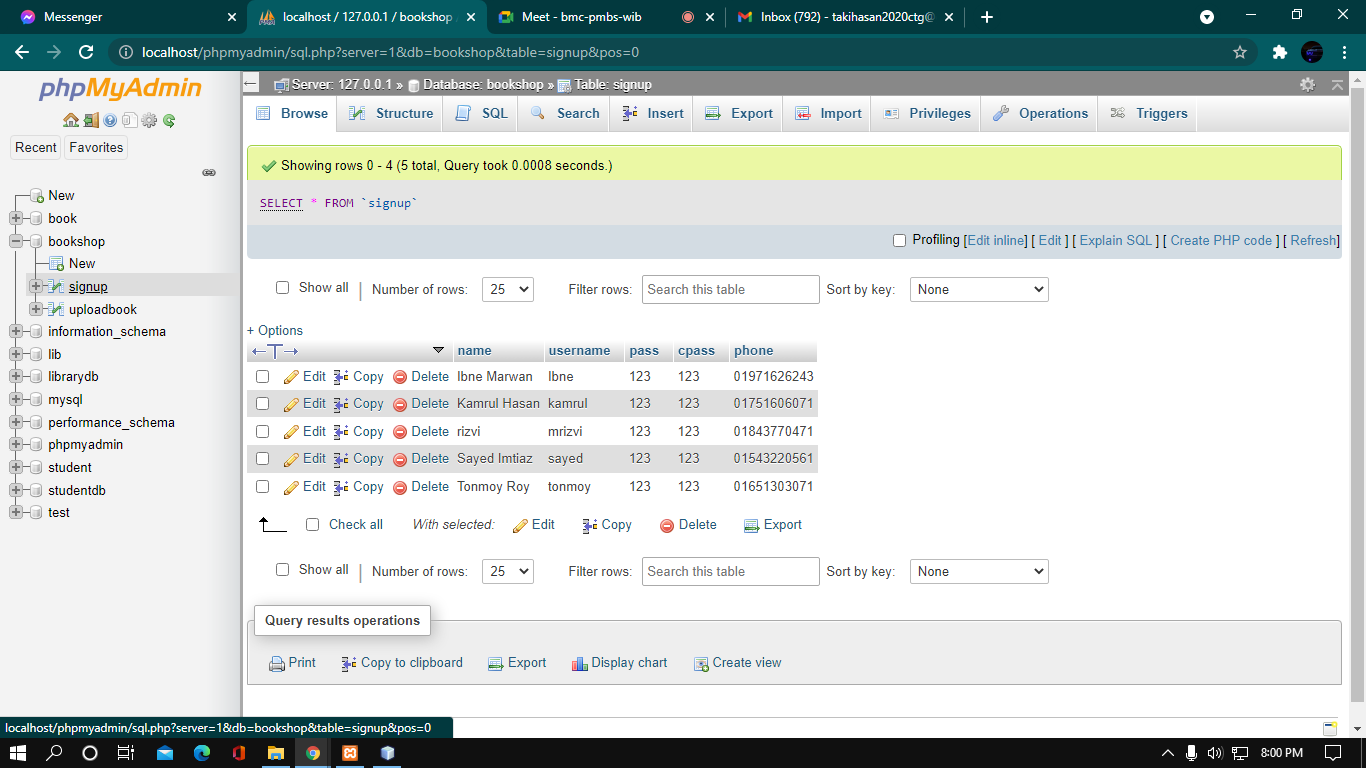 Messenger
localhost / 127.0.0.1 / bookshop /
Meet - bmc-pmbs-wib
Inbox (792) - takihasan2020ctg@
localhost/phpmyadmin/sql.php?server=1&db=bookshop&table=signup&pos=0
phpMyAdmin
Recent Favorites
New
book
bookshop
New
signup
uploadbook
information_schema
lib
librarydb
mysql
performance_schema
phpmyadmin
student
studentdb
test
Server: 127.0.0.1 » Database: bookshop » Table: signup
Browse Structure SQL Search Insert Export Import Privileges Operations Triggers
Showing rows 0 - 4 (5 total, Query took 0.0008 seconds.)
SELECT * FROM `signup`
Profiling [Edit inline] [ Edit ] [ Explain SQL ] [ Create PHP code ] [ Refresh]
Show all | Number of rows: 25 Filter rows: Search this table Sort by key: None
+ Options
←T→ name username pass cpass phone
Edit Copy Delete Ibne Marwan Ibne 123 123 01971626243
Edit Copy Delete Kamrul Hasan kamrul 123 123 01751606071
Edit Copy Delete rizvi mrizvi 123 123 01843770471
Edit Copy Delete Sayed Imtiaz sayed 123 123 01543220561
Edit Copy Delete Tonmoy Roy tonmoy 123 123 01651303071
Check all With selected: Edit Copy Delete Export
Show all | Number of rows: 25 Filter rows: Search this table Sort by key: None
Query results operations
Print Copy to clipboard Export Display chart Create view
localhost/phpmyadmin/sql.php?server=1&db=bookshop&table=signup&pos=0
8:00 PM